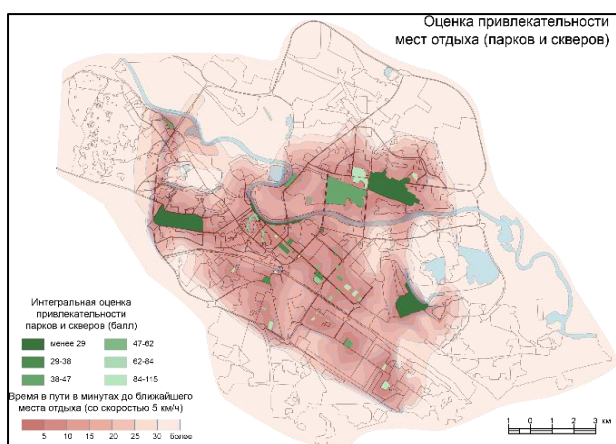 Оценка привлекательности
мест отдыха (парков и скверов)
Интегральная оценка
привлекательности
парков и скверов (балл)
менее 29 47-62
29-38 62-84
38-47 84-115
Время в пути в минутах до ближайшего
места отдыха (со скоростью 5 км/ч)
5 10 15 20 25 30 более
1 0 1 2 3 км